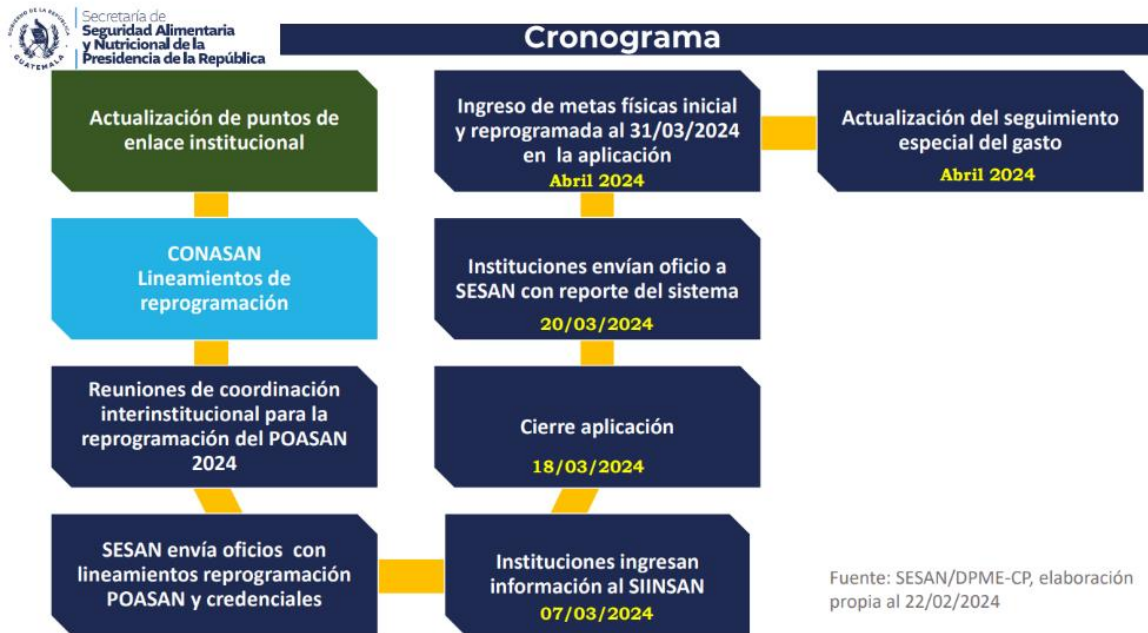 GOBIERNO DE LA REPÚBLICA
GUATEMALA
Secretaría de
Seguridad Alimentaria
y Nutricional de la
Presidencia de la República
Cronograma
Actualización de puntos de
enlace institucional
CONASAN
Lineamientos de
reprogramación
Reuniones de coordinación
interinstitucional para la
reprogramación del POASAN
2024
SESAN envía oficios con
lineamientos reprogramación
POASAN y credenciales
Instituciones ingresan
información al SIINSAN
07/03/2024
Cierre aplicación
18/03/2024
Instituciones envían oficio a
SESAN con reporte del sistema
20/03/2024
Ingreso de metas físicas inicial
y reprogramada al 31/03/2024
en la aplicación
Abril 2024
Actualización del seguimiento
especial del gasto
Abril 2024
Fuente: SESAN/DPME-CP, elaboración
propia al 22/02/2024